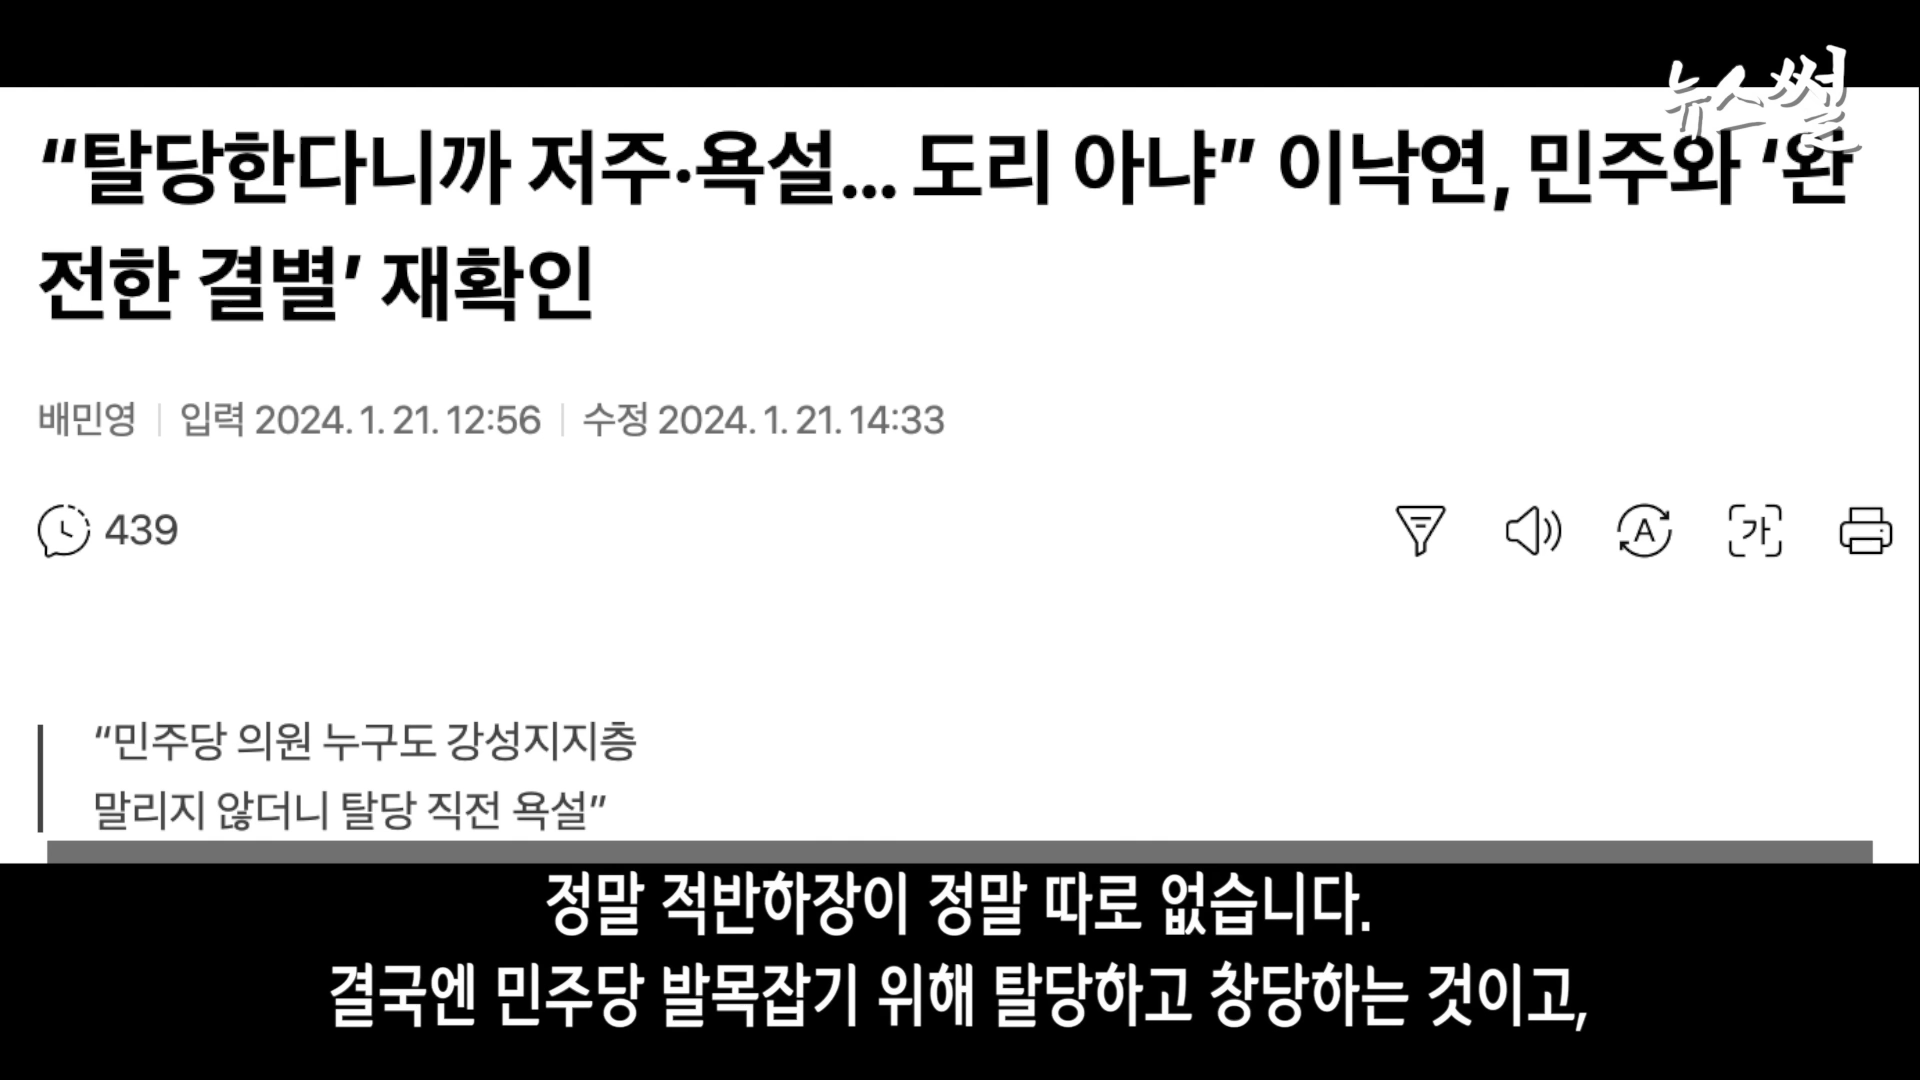 뉴스썰
“탈당한다니까 저주·욕설... 도리 아냐” 이낙연, 민주와 ‘완
전한 결별’ 재확인
배민영 | 입력 2024. 1. 21. 12:56 | 수정 2024. 1. 21. 14:33
439
A 가
“민주당 의원 누구도 강성지지층
말리지 않더니 탈당 직전 욕설”
정말 적반하장이 정말 따로 없습니다.
결국엔 민주당 발목잡기 위해 탈당하고 창당하는 것이고,